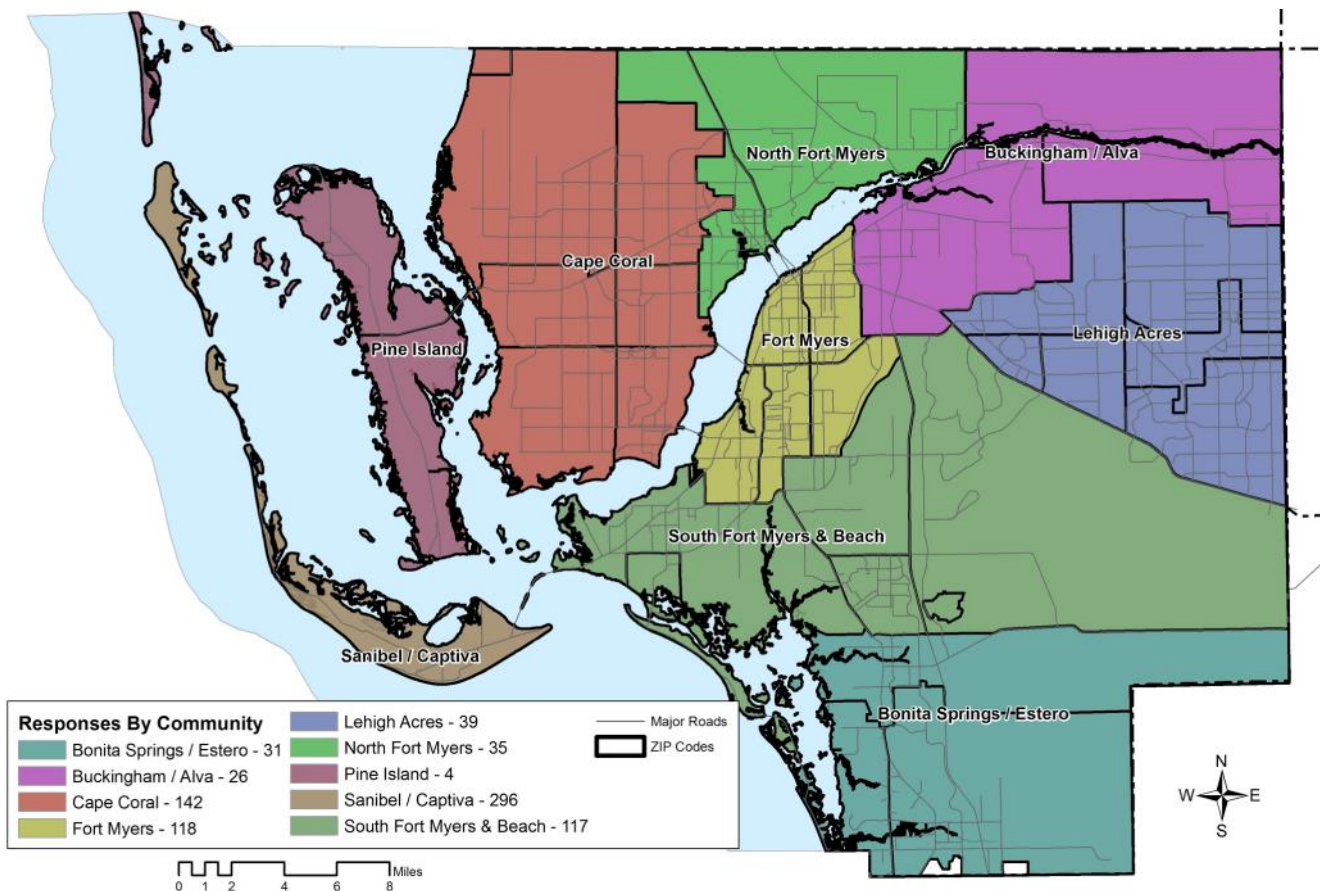 North Fort Myers
Buckingham / Alva
Cape Coral
Fort Myers
Lehigh Acres
Pine Island
South Fort Myers & Beach
Sanibel / Captiva
Bonita Springs / Estero
Responses By Community
Bonita Springs / Estero - 31
Buckingham / Alva - 26
Cape Coral - 142
Fort Myers - 118
Lehigh Acres - 39
North Fort Myers - 35
Pine Island - 4
Sanibel / Captiva - 296
South Fort Myers & Beach - 117
Major Roads
ZIP Codes
N
W E
S
Miles
0 1 2 4 6 8